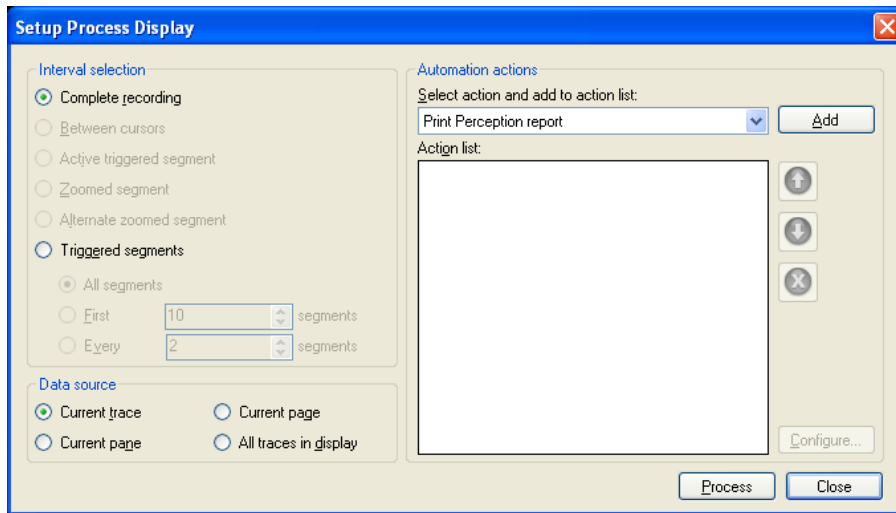 Setup Process Display
Interval selection
Complete recording
Between cursors
Active triggered segment
Zoomed segment
Alternate zoomed segment
Triggered segments
All segments
First 10 segments
Every 2 segments
Data source
Current trace Current page
Current pane All traces in display
Automation actions
Select action and add to action list:
Print Perception report Add
Action list:
Configure...
Process Close